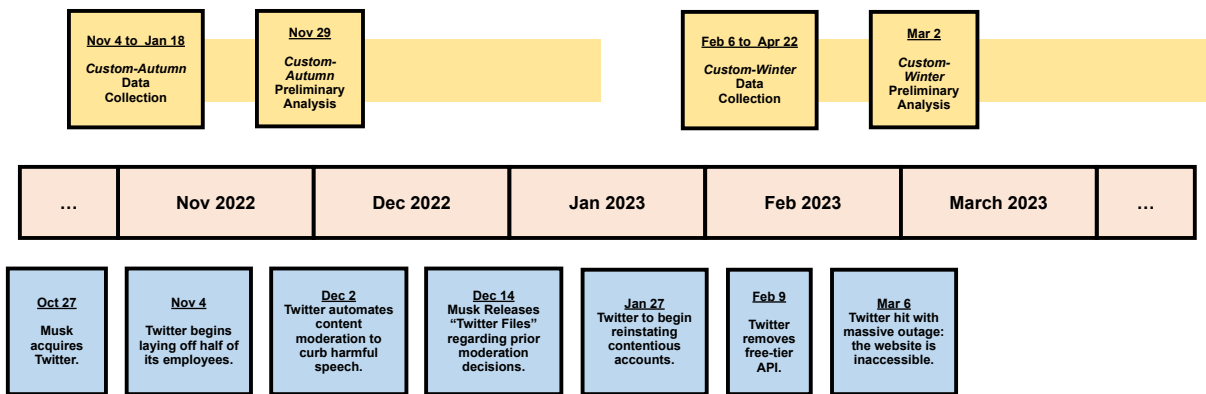 Nov 4 to Jan 18
Custom-Autumn
Data
Collection
Nov 29
Custom-
Autumn
Preliminary
Analysis
Feb 6 to Apr 22
Custom-Winter
Data
Collection
Mar 2
Custom-
Winter
Preliminary
Analysis
...
Nov 2022
Dec 2022
Jan 2023
Feb 2023
March 2023
...
Oct 27
Musk
acquires
Twitter.
Nov 4
Twitter begins
laying off half of
its employees.
Dec 2
Twitter automates
content
moderation to
curb harmful
speech.
Dec 14
Musk Releases
“Twitter Files”
regarding prior
moderation
decisions.
Jan 27
Twitter to begin
reinstating
contentious
accounts.
Feb 9
Twitter
removes
free-tier
API.
Mar 6
Twitter hit with
massive outage:
the website is
inaccessible.